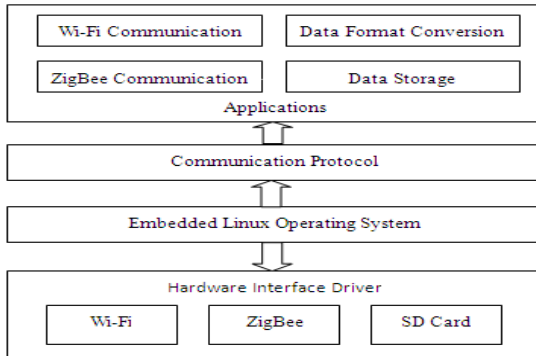 Wi-Fi Communication
Data Format Conversion
ZigBee Communication
Data Storage
Applications
Communication Protocol
Embedded Linux Operating System
Hardware Interface Driver
Wi-Fi
ZigBee
SD Card